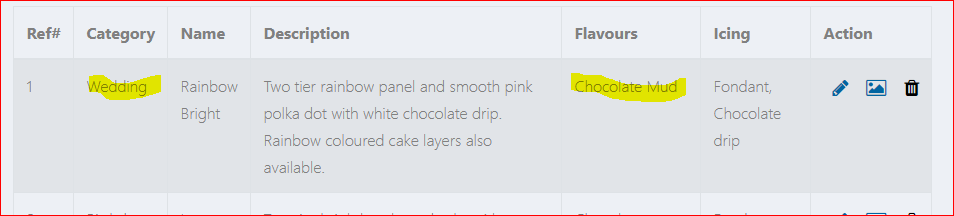 Ref# Category Name Description Flavours Icing Action
1 Wedding Rainbow Two tier rainbow panel and smooth pink Chocolate Mud Fondant,
Bright polka dot with white chocolate drip. Chocolate
Rainbow coloured cake layers also drip
available.